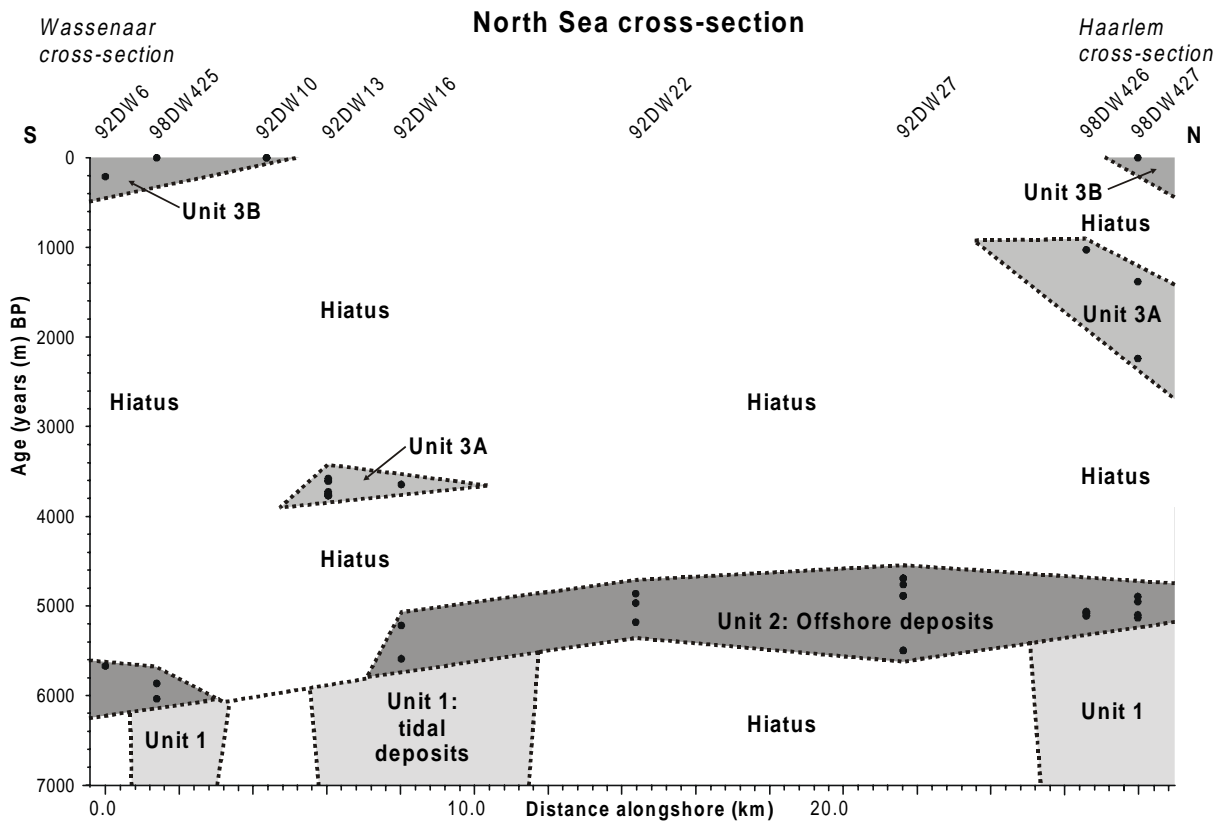 North Sea cross-section
Wassenaar
cross-section
Haarlem
cross-section
92DW6
98DW425
92DW10
92DW13
92DW16
92DW22
92DW27
98DW426
98DW427
S
N
0
1000
2000
3000
4000
5000
6000
7000
Age (years (m) BP)
Unit 3B
Unit 3B
Hiatus
Hiatus
Unit 3A
Hiatus
Hiatus
Unit 3A
Hiatus
Hiatus
Unit 2: Offshore deposits
Unit 1
Unit 1:
tidal
deposits
Hiatus
Unit 1
0.0
10.0
Distance alongshore (km)
20.0